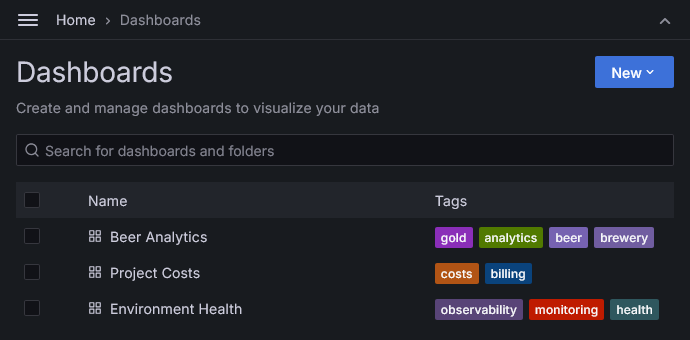 Home > Dashboards
Dashboards
New
Create and manage dashboards to visualize your data
Search for dashboards and folders
Name Tags
Beer Analytics gold analytics beer brewery
Project Costs costs billing
Environment Health observability monitoring health